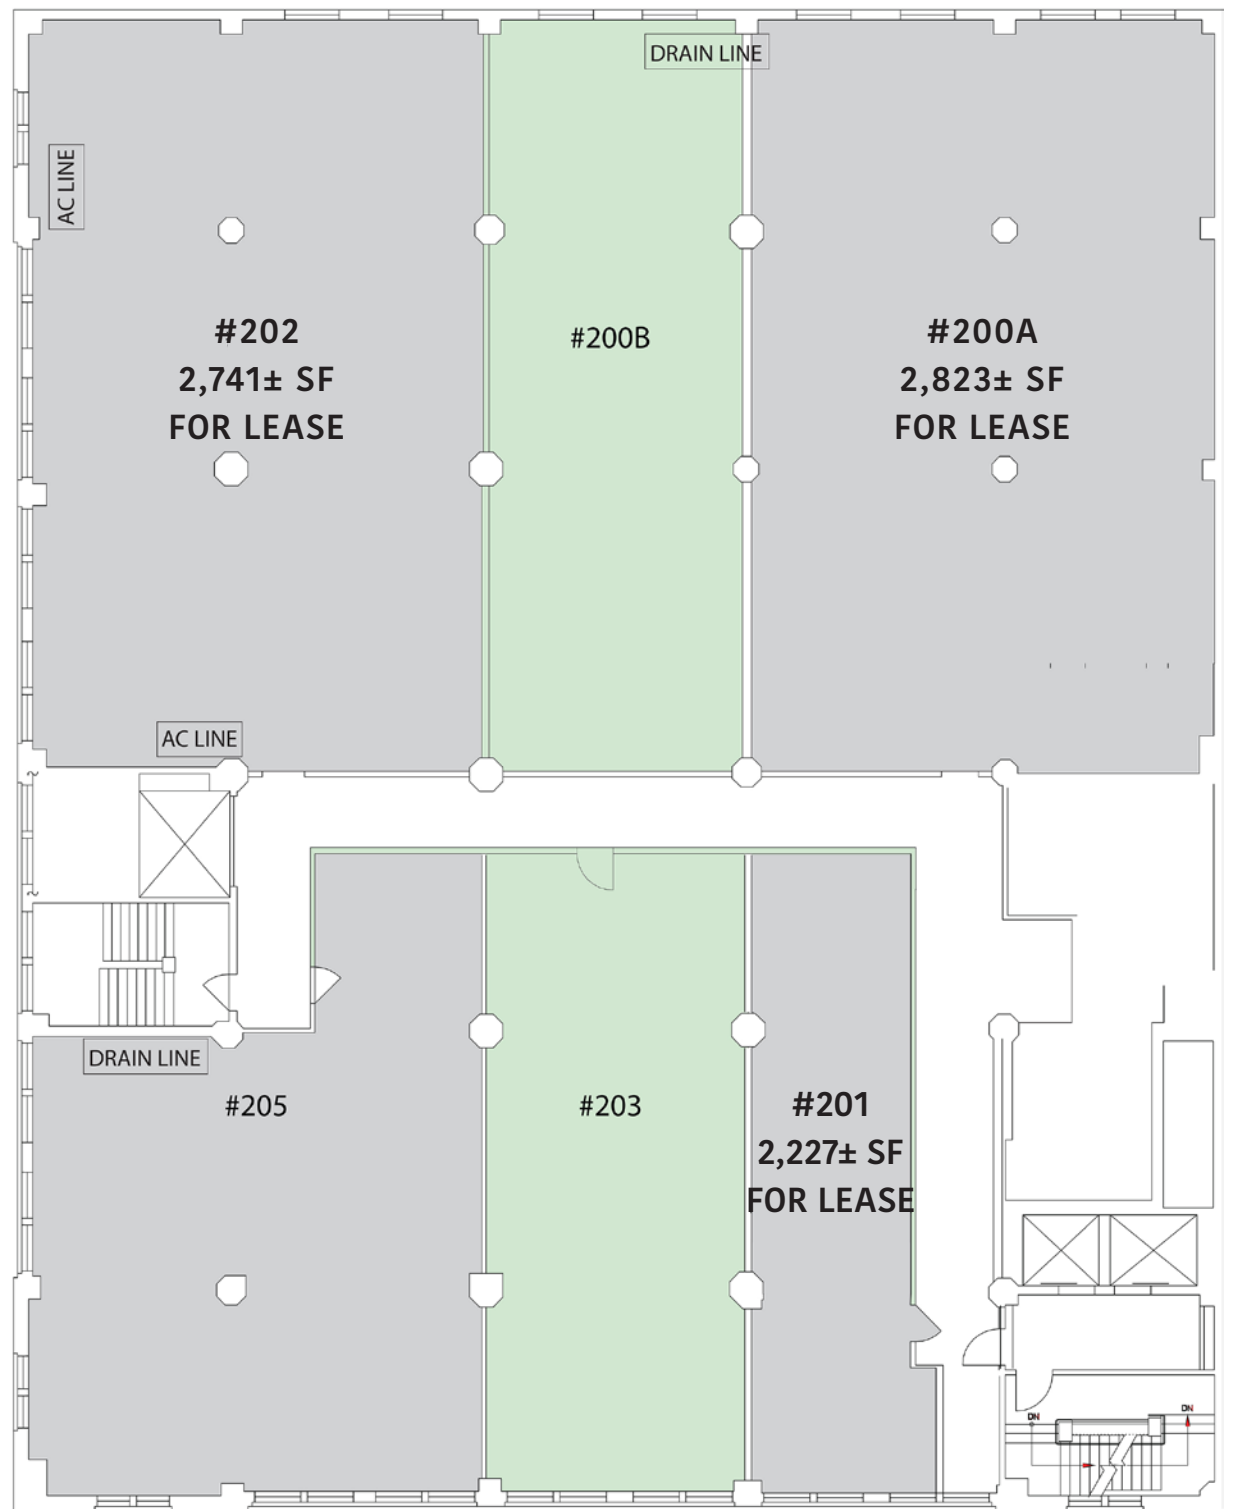 DRAIN LINE
AC LINE
#202
2,741± SF
FOR LEASE
#200B
#200A
2,823± SF
FOR LEASE
AC LINE
DRAIN LINE
#205
#203
#201
2,227± SF
FOR LEASE
DN
DN